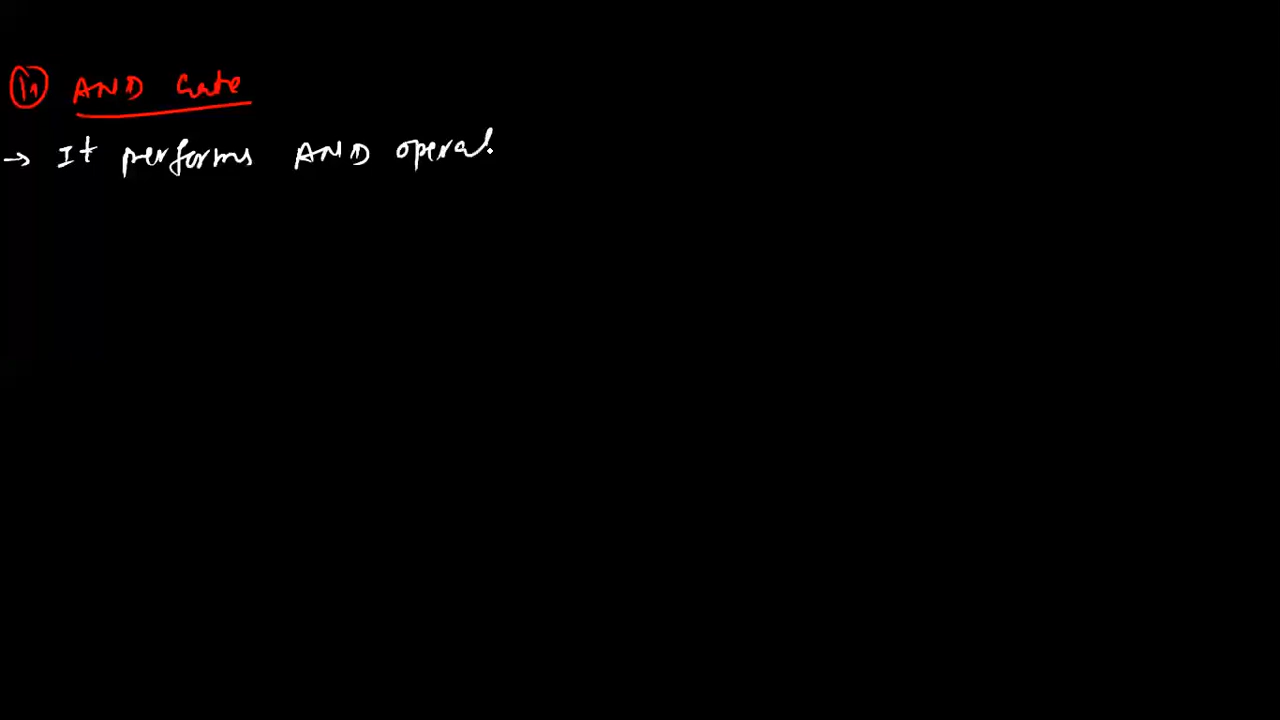 ii AND Gate
→ It performs AND operat